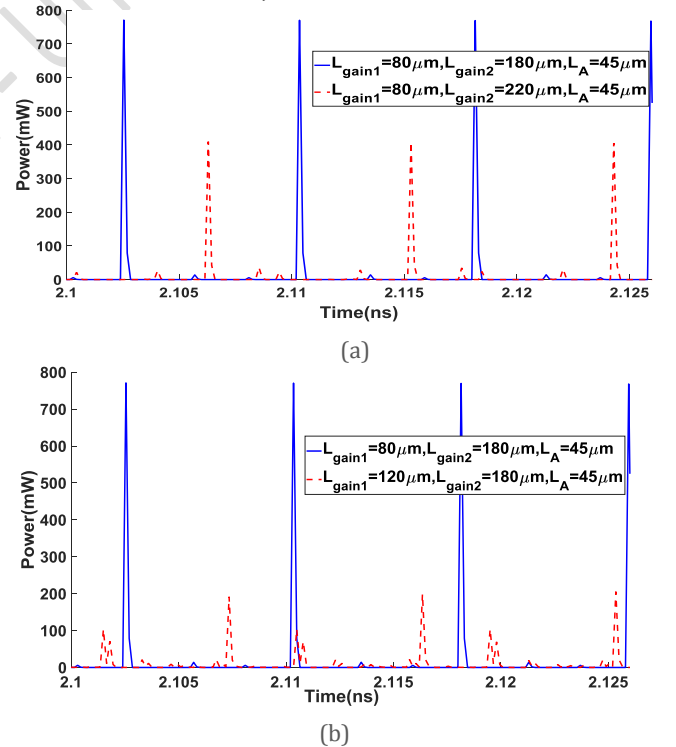 800
700
600
500
400
300
200
100
0
Power(mW)
L_gain1=80μm,L_gain2=180μm,L_A=45μm
L_gain1=80μm,L_gain2=220μm,L_A=45μm
2.1 2.105 2.11 2.115 2.12 2.125
Time(ns)
(a)
800
700
600
500
400
300
200
100
0
Power(mW)
L_gain1=80μm,L_gain2=180μm,L_A=45μm
L_gain1=120μm,L_gain2=180μm,L_A=45μm
2.1 2.105 2.11 2.115 2.12 2.125
Time(ns)
(b)